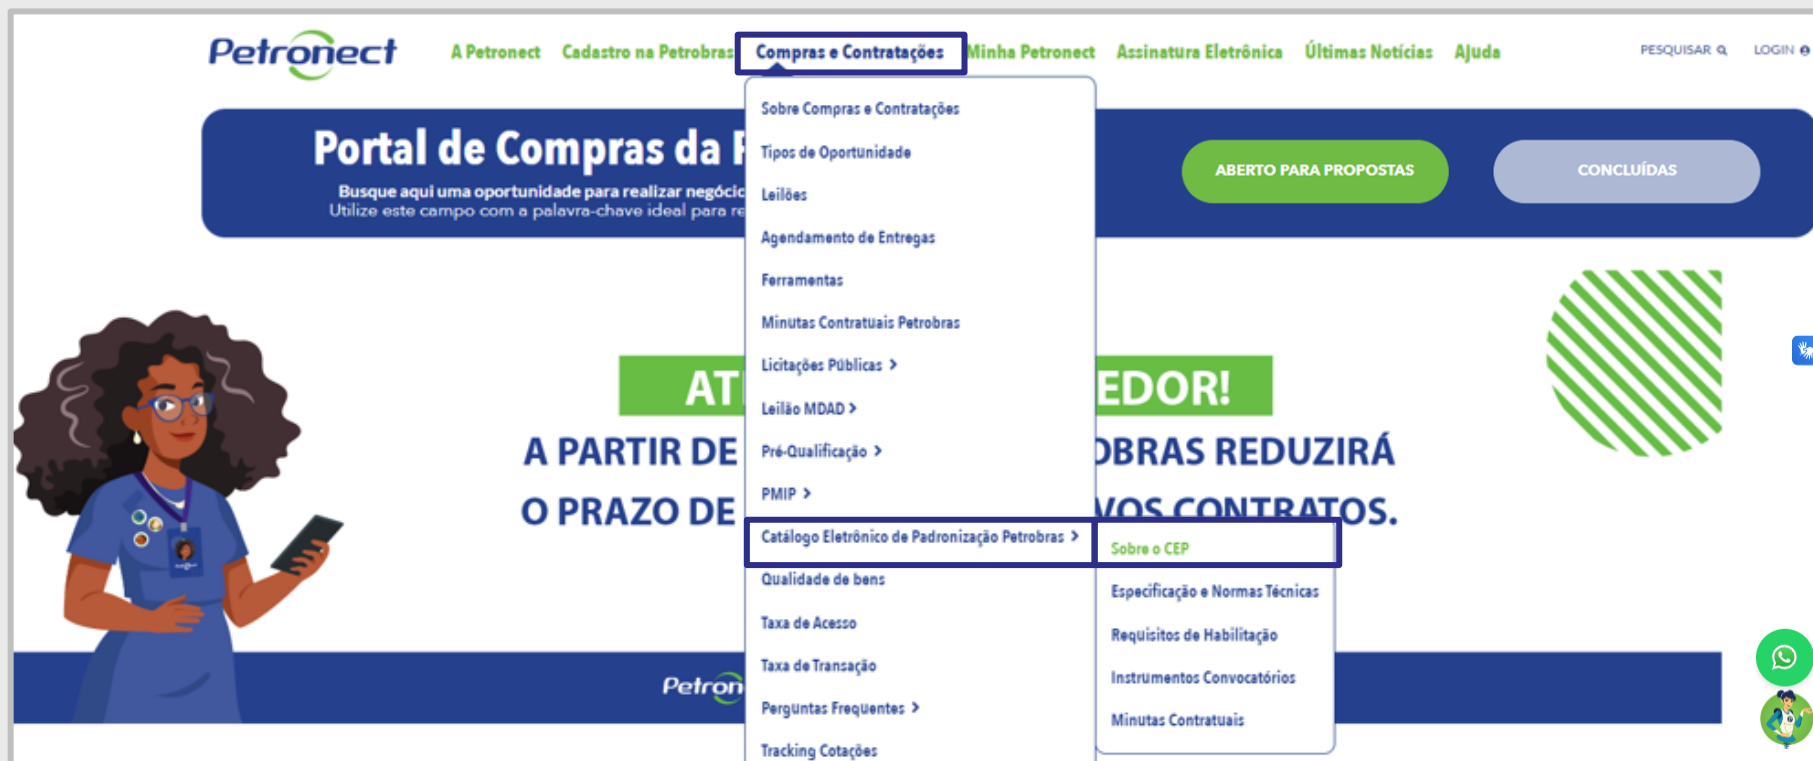 Petronect
A Petronect Cadastro na Petrobras Compras e Contratações Minha Petronect Assinatura Eletrônica Últimas Notícias Ajuda
PESQUISAR LOGIN
Portal de Compras da
Busque aqui uma oportunidade para realizar negócio
Utilize este campo com a palavra-chave ideal para re
ABERTO PARA PROPOSTAS
CONCLUÍDAS
Sobre Compras e Contratações
Tipos de Oportunidade
Leilões
Agendamento de Entregas
Ferramentas
Minutas Contratuais Petrobras
Licitações Públicas >
Leilão MDAD >
Pré-Qualificação >
PMIP >
Catálogo Eletrônico de Padronização Petrobras >
Qualidade de bens
Taxa de Acesso
Taxa de Transação
Perguntas Frequentes >
Tracking Cotações
Sobre o CEP
Especificação e Normas Técnicas
Requisitos de Habilitação
Instrumentos Convocatórios
Minutas Contratuais
AT EDOR!
A PARTIR DE OBRAS REDUZIRÁ
O PRAZO DE VOS CONTRATOS.
Petron